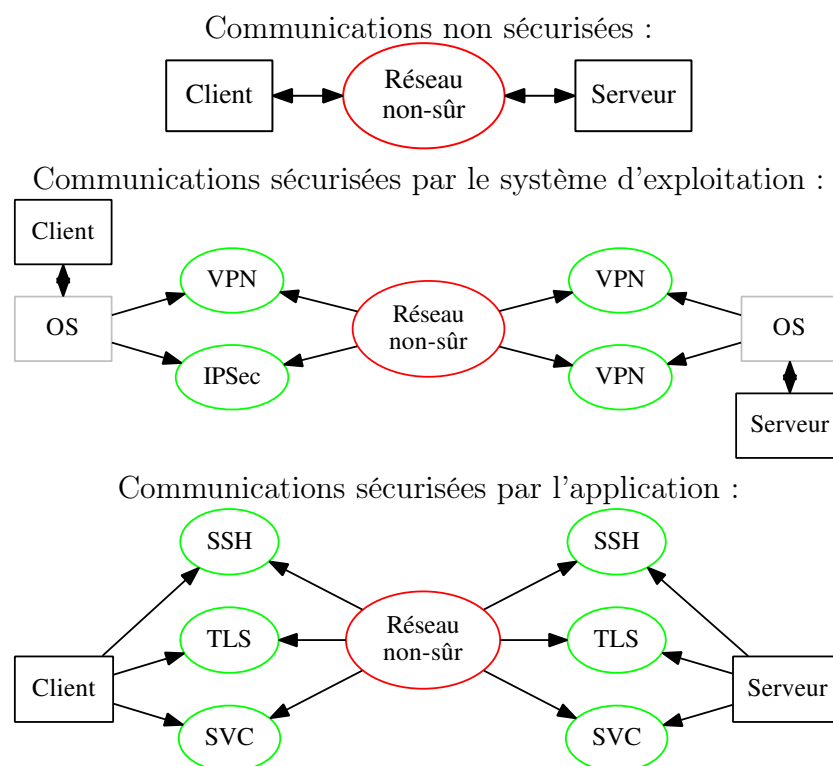 Communications non sécurisées :
Client
Réseau
non-sûr
Serveur
Communications sécurisées par le système d'exploitation :
Client
VPN
VPN
OS
Réseau
non-sûr
OS
IPSec
VPN
Serveur
Communications sécurisées par l'application :
SSH
SSH
TLS
Réseau
non-sûr
TLS
Client
Serveur
SVC
SVC